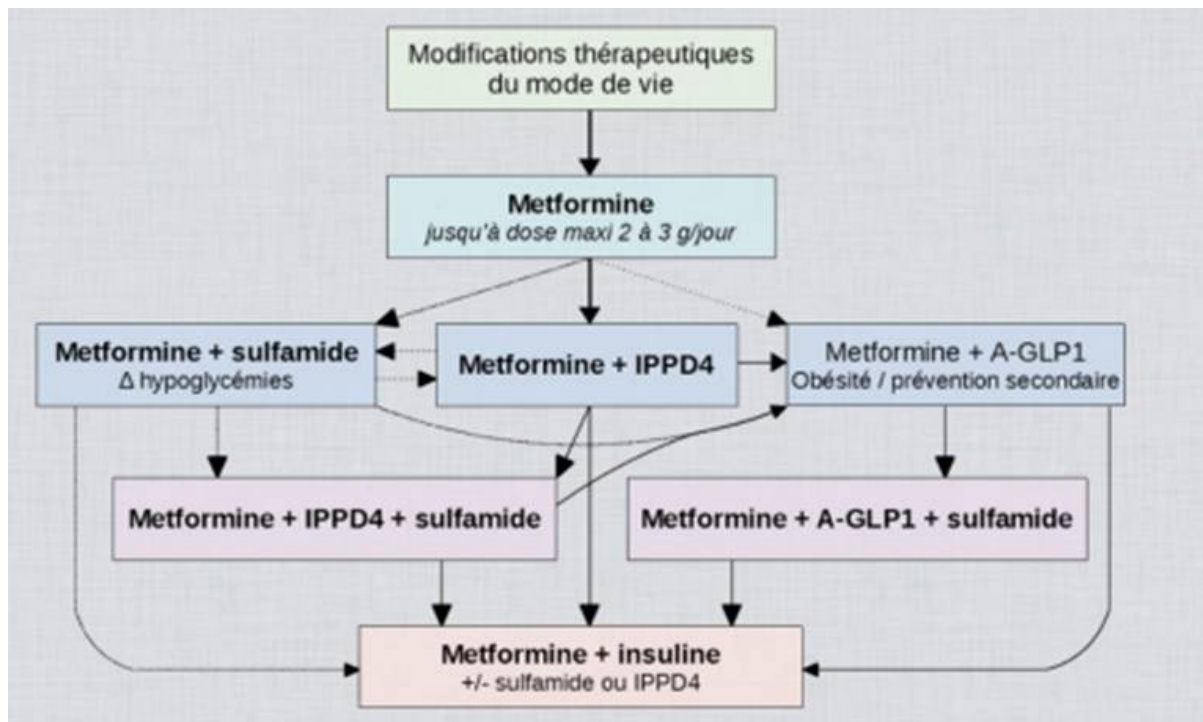 Modifications thérapeutiques
du mode de vie
Metformine
jusqu'à dose maxi 2 à 3 g/jour
Metformine + sulfamide
Δ hypoglycémies
Metformine + IPPD4
Metformine + A-GLP1
Obésité / prévention secondaire
Metformine + IPPD4 + sulfamide
Metformine + A-GLP1 + sulfamide
Metformine + insuline
+/- sulfamide ou IPPD4